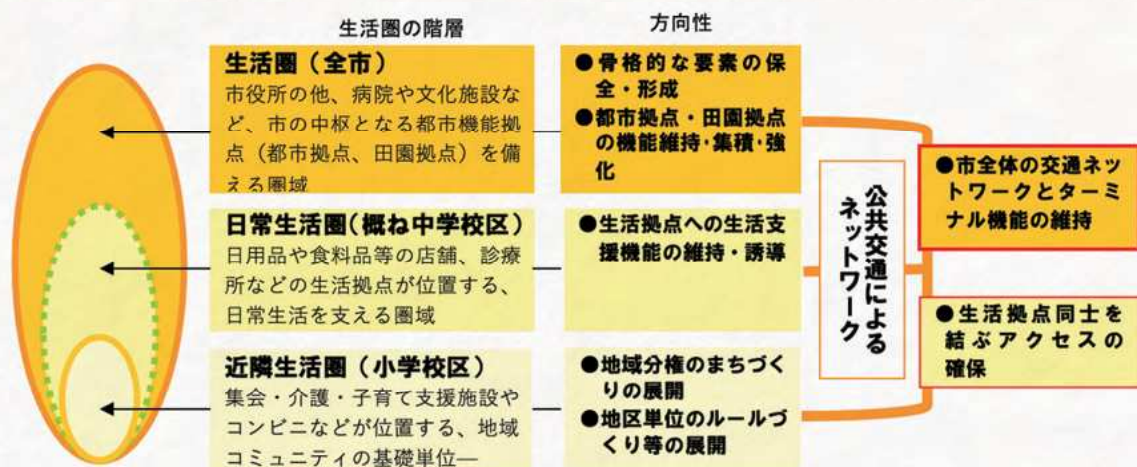 生活圏の階層
方向性
生活圏（全市）
市役所の他、病院や文化施設な
ど、市の中枢となる都市機能拠
点（都市拠点、田園拠点）を備
える圏域
●骨格的な要素の保
全・形成
●都市拠点・田園拠点
の機能維持・集積・強
化
日常生活圏（概ね中学校区）
日用品や食料品等の店舗、診療
所などの生活拠点が位置する、
日常生活を支える圏域
●生活拠点への生活支
援機能の維持・誘導
近隣生活圏（小学校区）
集会・介護・子育て支援施設や
コンビニなどが位置する、地域
コミュニティの基礎単位―
●地域分権のまちづく
りの展開
●地区単位のルールづ
くり等の展開
公共交通による
ネットワーク
●市全体の交通ネッ
トワークとターミ
ナル機能の維持
●生活拠点同士を
結ぶアクセスの
確保